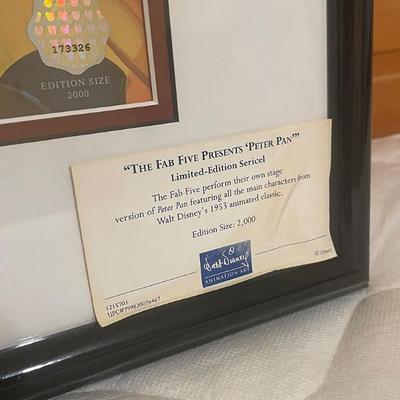 173326
EDITION SIZE
2000
"THE FAB FIVE PRESENTS 'PETER PAN'"
Limited-Edition Sericel
The Fab Five perform their own stage
version of Peter Pan featuring all the main characters from
Walt Disney's 1953 animated classic.
Edition Size: 2,000
Walt Disney
ANIMATION ART
1215703
© Disney